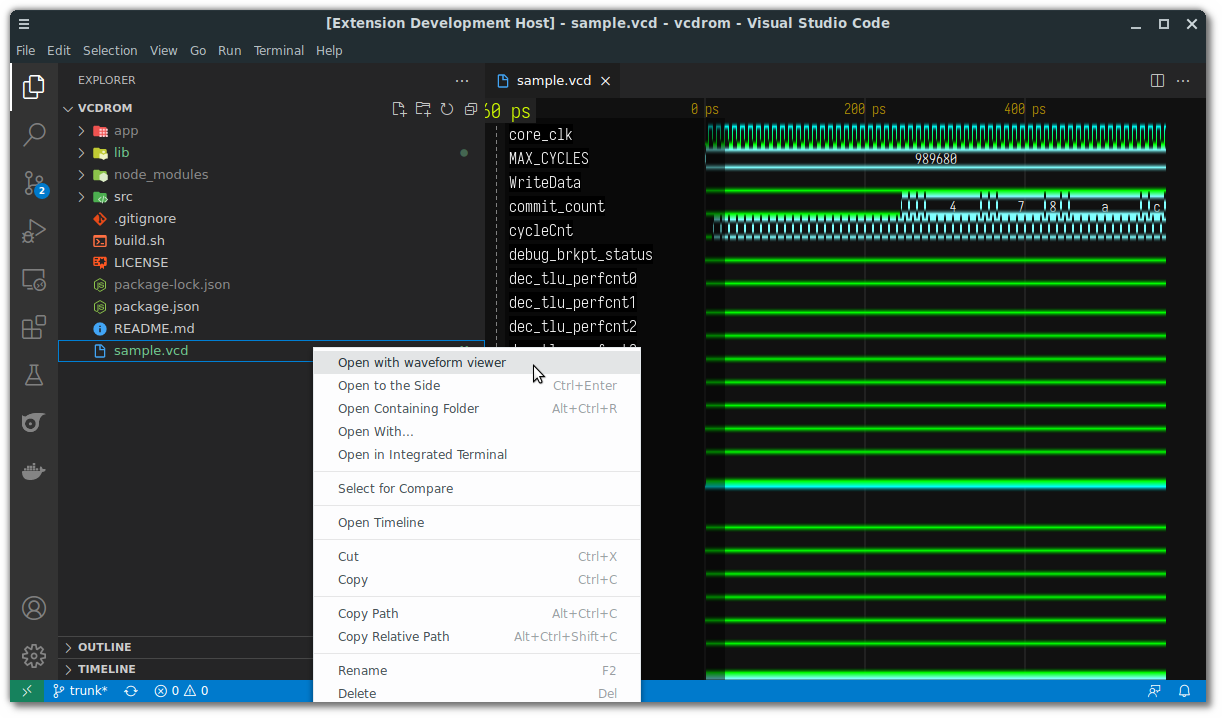 [Extension Development Host] - sample.vcd - vcdrom - Visual Studio Code
File Edit Selection View Go Run Terminal Help
EXPLORER
sample.vcd
VCDROM
app
lib
node_modules
src
.gitignore
build.sh
LICENSE
package-lock.json
package.json
README.md
sample.vcd
2
60 ps
0 ps 200 ps 400 ps
core_clk
MAX_CYCLES
989680
WriteData
commit_count
4 7 8 a c
cycleCnt
debug_brkpt_status
dec_tlu_perfcnt0
dec_tlu_perfcnt1
dec_tlu_perfcnt2
Open with waveform viewer
Open to the Side Ctrl+Enter
Open Containing Folder Alt+Ctrl+R
Open With...
Open in Integrated Terminal
Select for Compare
Open Timeline
Cut Ctrl+X
Copy Ctrl+C
Copy Path Alt+Ctrl+C
Copy Relative Path Alt+Ctrl+Shift+C
Rename F2
Delete Del
OUTLINE
TIMELINE
trunk* 0 0